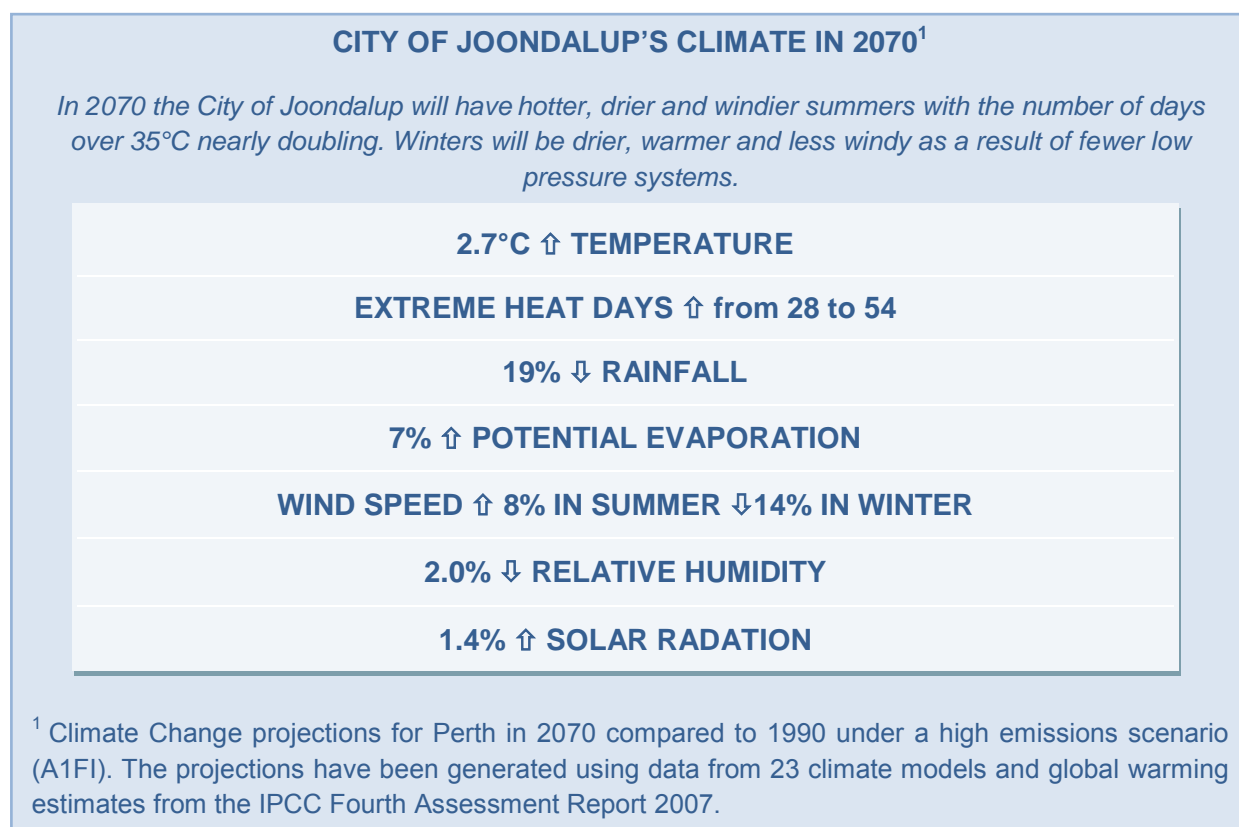 CITY OF JOONDALUP'S CLIMATE IN 2070¹
In 2070 the City of Joondalup will have hotter, drier and windier summers with the number of days
over 35°C nearly doubling. Winters will be drier, warmer and less windy as a result of fewer low
pressure systems.
2.7°C ⇧ TEMPERATURE
EXTREME HEAT DAYS ⇧ from 28 to 54
19% ⇩ RAINFALL
7% ⇧ POTENTIAL EVAPORATION
WIND SPEED ⇧ 8% IN SUMMER ⇩14% IN WINTER
2.0% ⇩ RELATIVE HUMIDITY
1.4% ⇧ SOLAR RADATION
¹ Climate Change projections for Perth in 2070 compared to 1990 under a high emissions scenario
(A1FI). The projections have been generated using data from 23 climate models and global warming
estimates from the IPCC Fourth Assessment Report 2007.